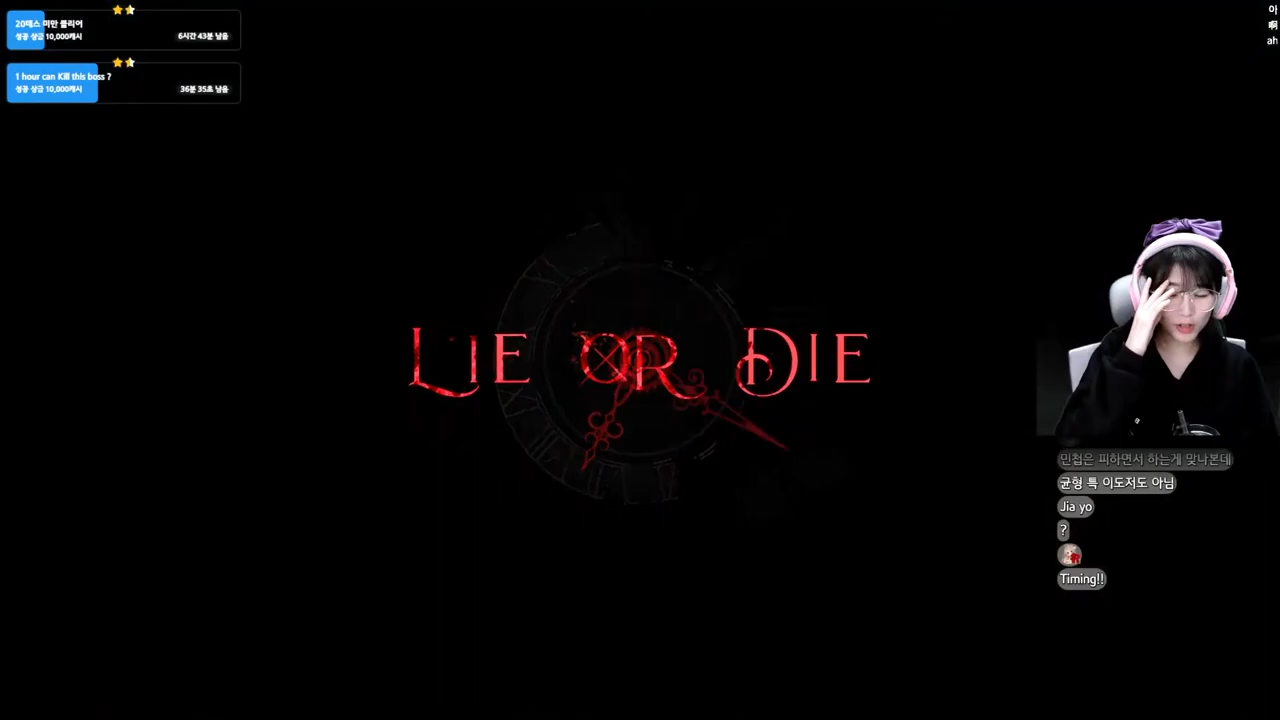 20태스 미만 클리어
성공 상금 10,000캐시
6시간 43분 남음
1 hour can Kill this boss ?
성공 상금 10,000캐시
36분 35초 남음
아
啊
ah
LIE OR DIE
민첩은 피하면서 하는게 맞나본데
균형 특 이도저도 아님
Jia yo
?
Timing!!